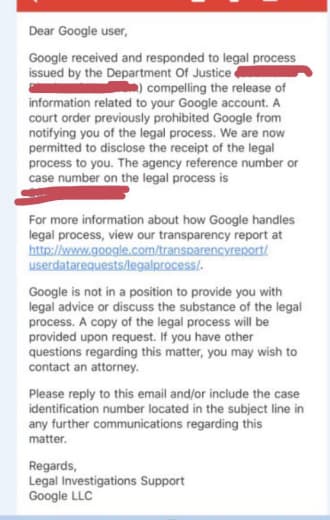 Dear Google user,
Google received and responded to legal process
issued by the Department Of Justice
) compelling the release of
information related to your Google account. A
court order previously prohibited Google from
notifying you of the legal process. We are now
permitted to disclose the receipt of the legal
process to you. The agency reference number or
case number on the legal process is
For more information about how Google handles
legal process, view our transparency report at
http://www.google.com/transparencyreport/
userdatarequests/legalprocess/.
Google is not in a position to provide you with
legal advice or discuss the substance of the legal
process. A copy of the legal process will be
provided upon request. If you have other
questions regarding this matter, you may wish to
contact an attorney.
Please reply to this email and/or include the case
identification number located in the subject line in
any further communications regarding this
matter.
Regards,
Legal Investigations Support
Google LLC